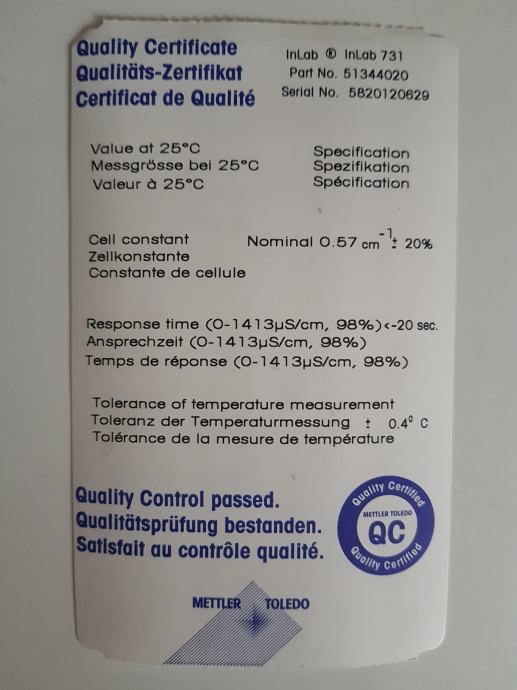 Quality Certificate
Qualitäts-Zertifikat
Certificat de Qualité
InLab ® InLab 731
Part No. 51344020
Serial No. 5820120629
Value at 25°C
Messgrösse bei 25°C
Valeur à 25°C
Specification
Spezifikation
Spécification
Cell constant Nominal 0.57 cm⁻¹ ± 20%
Zellkonstante
Constante de cellule
Response time (0-1413µS/cm, 98%) <-20 sec.
Ansprechzeit (0-1413µS/cm, 98%)
Temps de réponse (0-1413µS/cm, 98%)
Tolerance of temperature measurement
Toleranz der Temperaturmessung ± 0.4° C
Tolérance de la mesure de température
Quality Control passed.
Qualitätsprüfung bestanden.
Satisfait au contrôle qualité.
Quality Certified
METTLER TOLEDO
QC
Quality Certified
METTLER TOLEDO